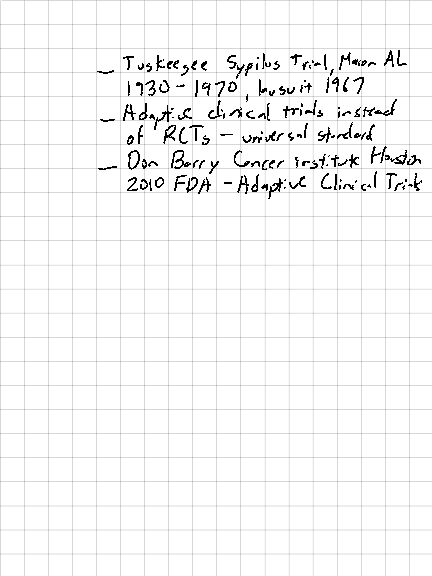 — Tuskeegee Sypilus Trial, Macon AL
1930 - 1970, lawsuit 1967
— Adaptive clinical trials instead
of RCTs - universal standard
— Don Barry Cancer institute Houston
2010 FDA - Adaptive Clinical Trials